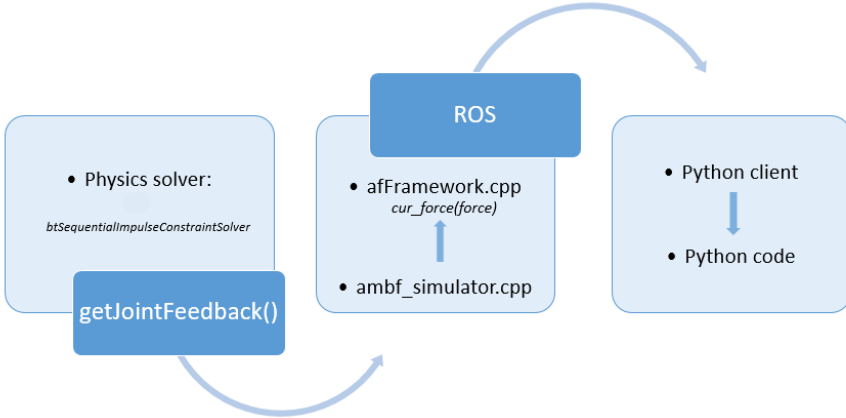 • Physics solver:
btSequentialImpulseConstraintSolver
getJointFeedback()
ROS
• afFramework.cpp
cur_force(force)
• ambf_simulator.cpp
• Python client
• Python code